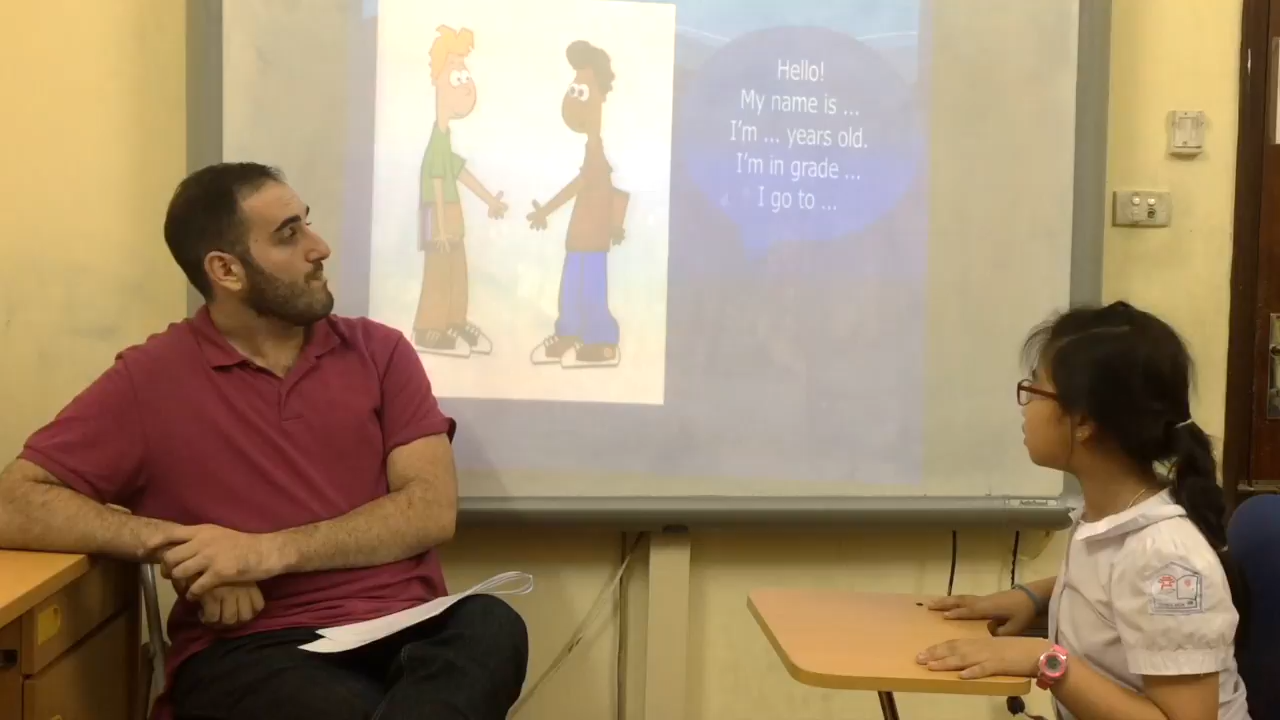 Hello!
My name is ...
I'm ... years old.
I'm in grade ...
I go to ...